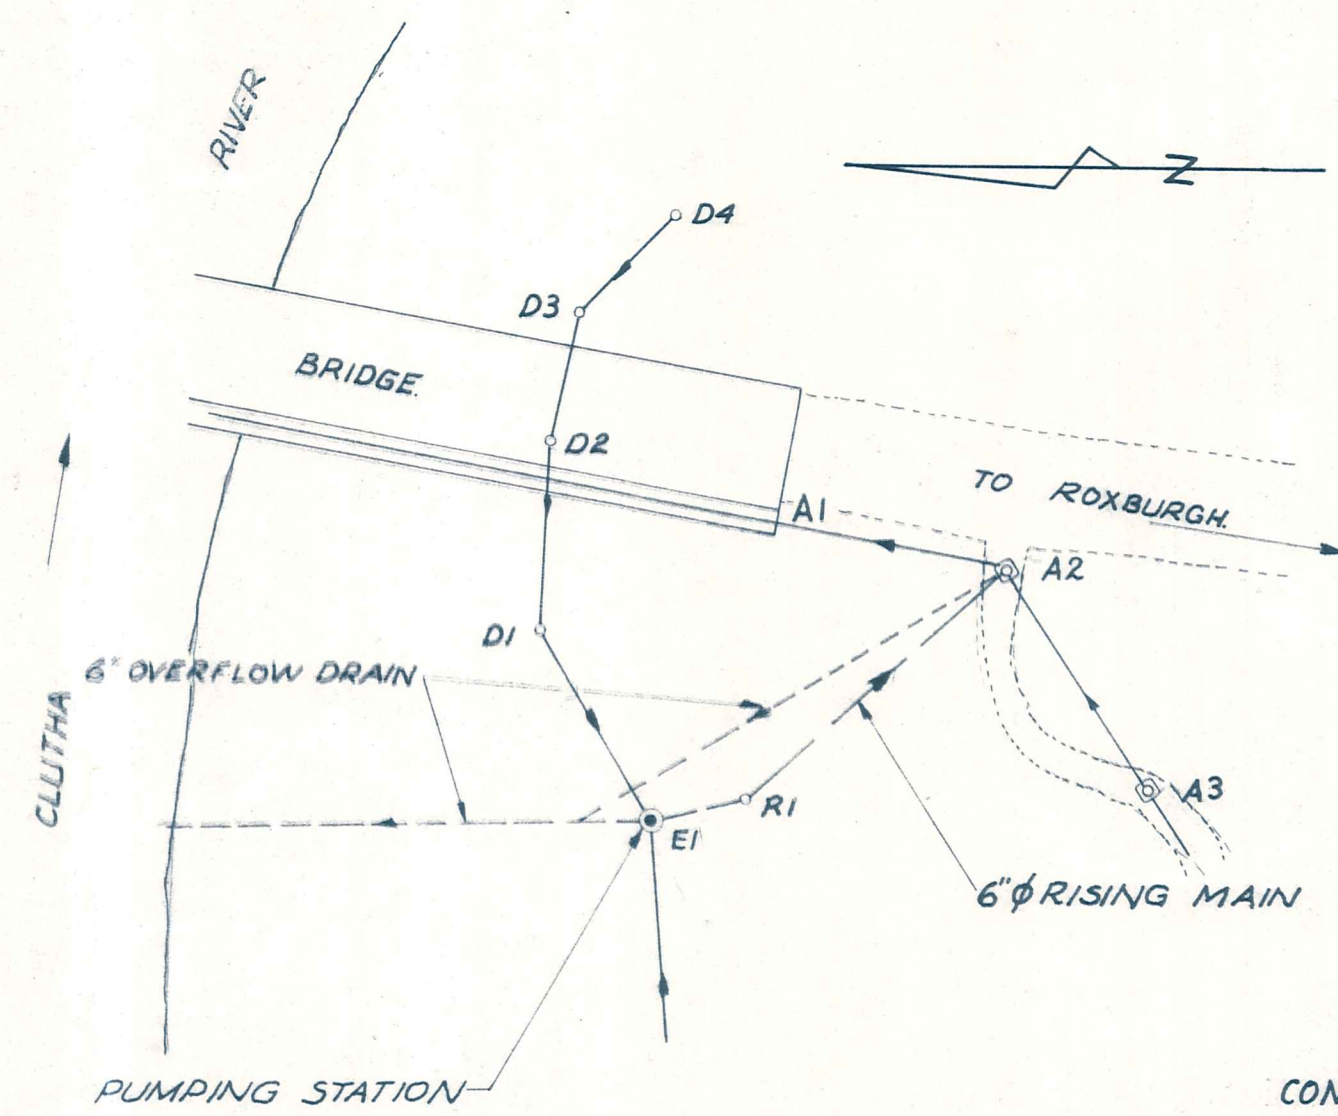 RIVER
N
D4
D3
BRIDGE.
D2
TO ROXBURGH.
A1
A2
D1
6" OVERFLOW DRAIN
CLUTHA
A3
R1
E1
6"ϕ RISING MAIN
PUMPING STATION
CON